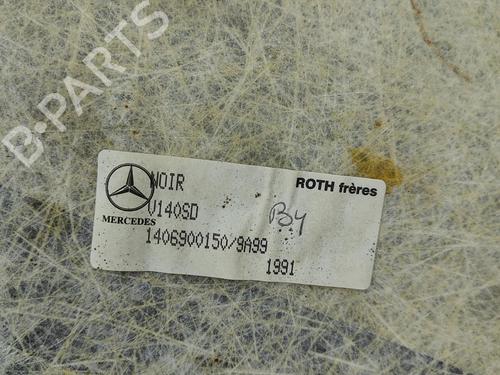 B-PARTS
NOIR
ROTH frères
V140SD
B4
MERCEDES
1406900150/9A99
1991